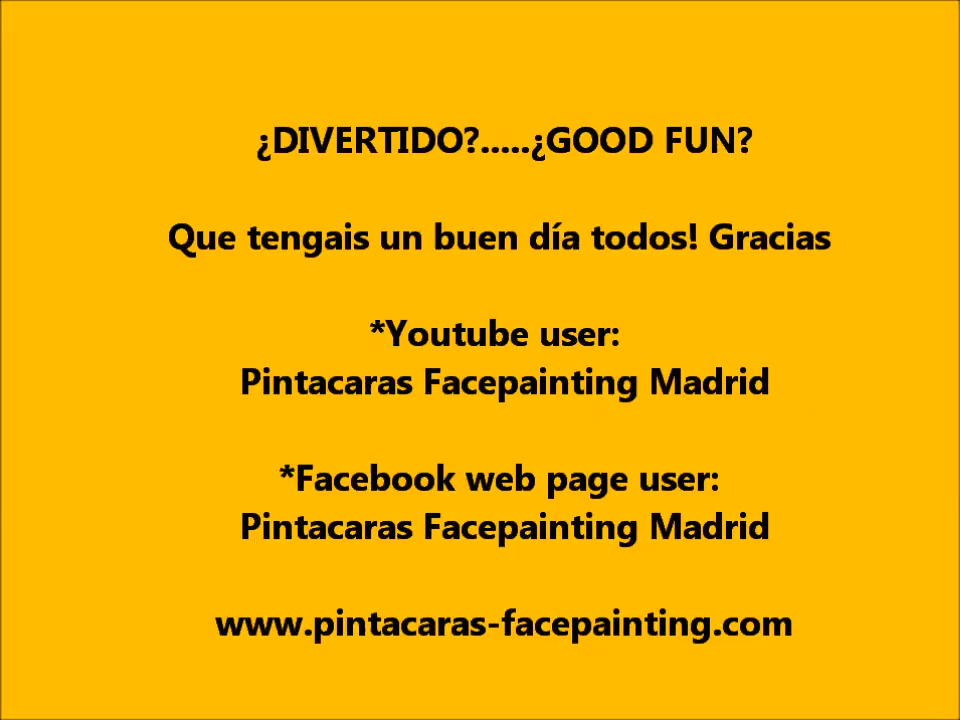 ¿DIVERTIDO?.....¿GOOD FUN?
Que tengais un buen día todos! Gracias
*Youtube user:
Pintacaras Facepainting Madrid
*Facebook web page user:
Pintacaras Facepainting Madrid
www.pintacaras-facepainting.com